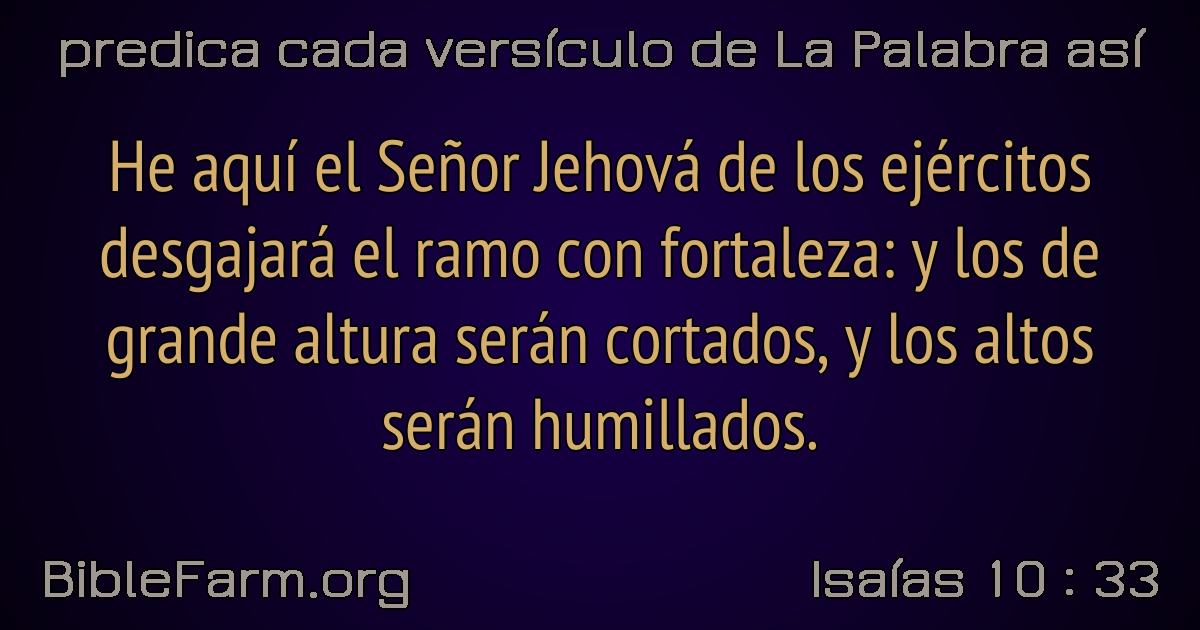 predica cada versículo de La Palabra así
He aquí el Señor Jehová de los ejércitos
desgajará el ramo con fortaleza: y los de
grande altura serán cortados, y los altos
serán humillados.
BibleFarm.org
Isaías 10 : 33